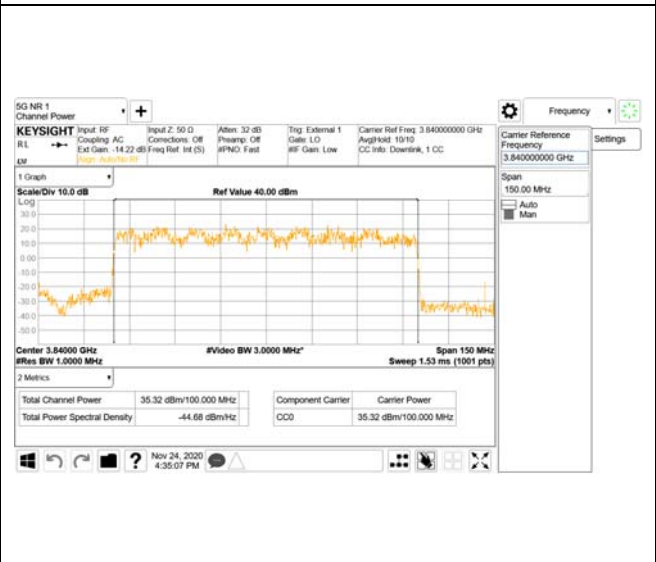 5G NR 1
Channel Power
+
Frequency
KEYSIGHT
RL
Input: RF
Coupling: AC
Ext Gain: -14.22 dB
Align: Auto/No RF
Input Z: 50 Ω
Corrections: Off
Freq Ref: Int (S)
Atten: 32 dB
Preamp: Off
#PNO: Fast
Trig: External 1
Gate: LO
#IF Gain: Low
Carrier Ref Freq: 3.840000000 GHz
Avg|Hold: 10/10
CC Info: Downlink, 1 CC
Carrier Reference
Frequency
3.840000000 GHz
Settings
Span
150.00 MHz
Auto
Man
1 Graph
Scale/Div 10.0 dB
Ref Value 40.00 dBm
Log
30.0
20.0
10.0
0.00
-10.0
-20.0
-30.0
-40.0
-50.0
Center 3.84000 GHz
#Video BW 3.0000 MHz*
Span 150 MHz
#Res BW 1.0000 MHz
Sweep 1.53 ms (1001 pts)
2 Metrics
Total Channel Power 35.32 dBm/100.000 MHz
Total Power Spectral Density -44.68 dBm/Hz
Component Carrier Carrier Power
CC0 35.32 dBm/100.000 MHz
?
Nov 24, 2020
4:35:07 PM